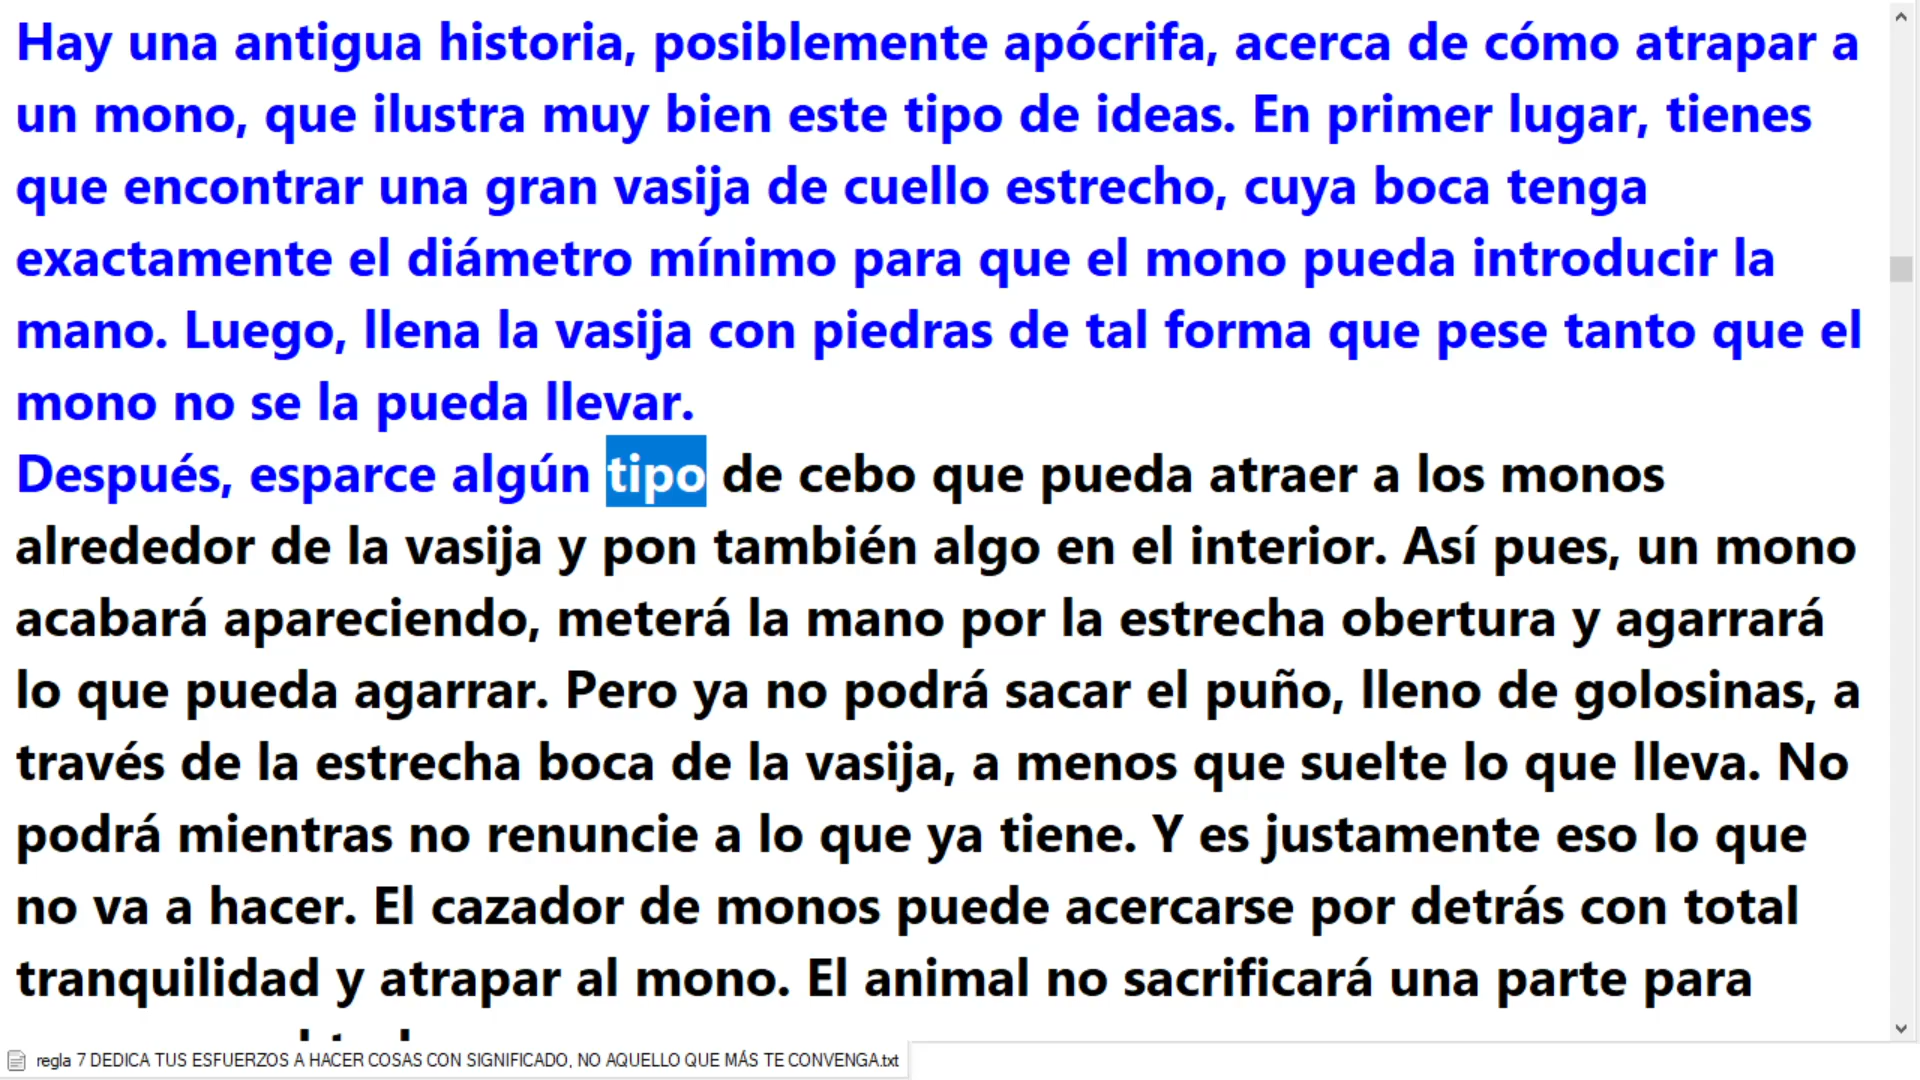 Hay una antigua historia, posiblemente apócrifa, acerca de cómo atrapar a
un mono, que ilustra muy bien este tipo de ideas. En primer lugar, tienes
que encontrar una gran vasija de cuello estrecho, cuya boca tenga
exactamente el diámetro mínimo para que el mono pueda introducir la
mano. Luego, llena la vasija con piedras de tal forma que pese tanto que el
mono no se la pueda llevar.
Después, esparce algún tipo de cebo que pueda atraer a los monos
alrededor de la vasija y pon también algo en el interior. Así pues, un mono
acabará apareciendo, meterá la mano por la estrecha obertura y agarrará
lo que pueda agarrar. Pero ya no podrá sacar el puño, lleno de golosinas, a
través de la estrecha boca de la vasija, a menos que suelte lo que lleva. No
podrá mientras no renuncie a lo que ya tiene. Y es justamente eso lo que
no va a hacer. El cazador de monos puede acercarse por detrás con total
tranquilidad y atrapar al mono. El animal no sacrificará una parte para
regla 7 DEDICA TUS ESFUERZOS A HACER COSAS CON SIGNIFICADO, NO AQUELLO QUE MÁS TE CONVENGA.txt